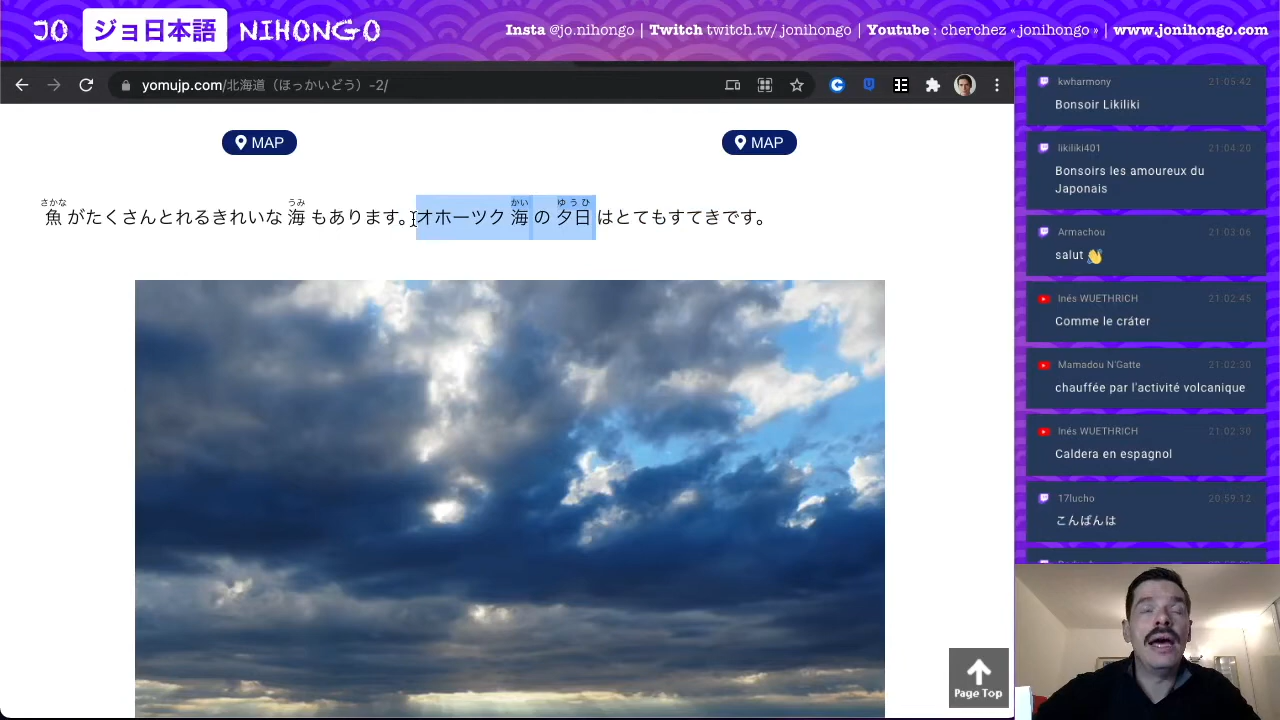 JO ジョ日本語 NIHONGO
Insta @jo.nihongo | Twitch twitch.tv/jonihongo | Youtube : cherchez « jonihongo » | www.jonihongo.com
yomujp.com/北海道（ほっかいどう）-2/
MAP
MAP
さかな うみ かい ゆうひ
魚がたくさんとれるきれいな海もあります。オホーツク海の夕日はとてもすてきです。
Page Top
kwharmony 21:05:42
Bonsoir Likiliki
likiliki401 21:04:20
Bonsoirs les amoureux du
Japonais
Armachou 21:03:06
salut
Inés WUETHRICH 21:02:45
Comme le cráter
Mamadou N'Gatte 21:02:30
chauffée par l'activité volcanique
Inés WUETHRICH 21:02:30
Caldera en espagnol
17lucho 20:59:12
こんばんは